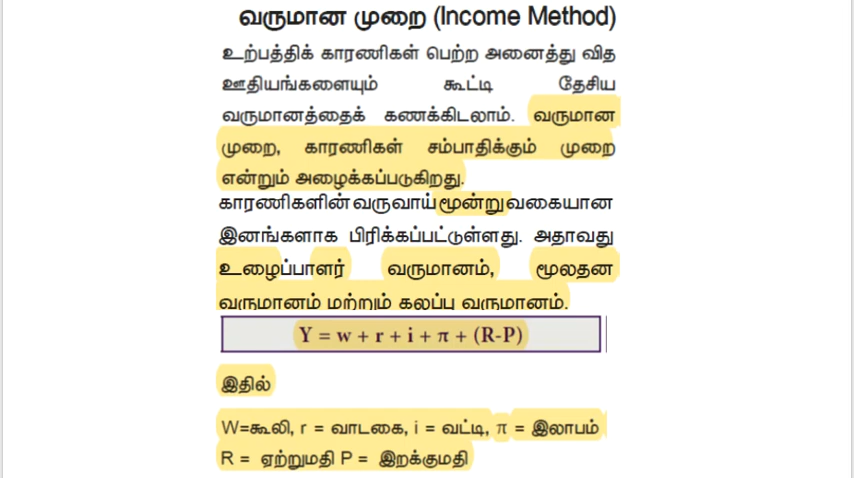 வருமான முறை (Income Method)
உற்பத்திக் காரணிகள் பெற்ற அனைத்து வித
ஊதியங்களையும் கூட்டி தேசிய
வருமானத்தைக் கணக்கிடலாம். வருமான
முறை, காரணிகள் சம்பாதிக்கும் முறை
என்றும் அழைக்கப்படுகிறது.
காரணிகளின் வருவாய் மூன்று வகையான
இனங்களாக பிரிக்கப்பட்டுள்ளது. அதாவது
உழைப்பாளர் வருமானம், மூலதன
வருமானம் மற்றும் கலப்பு வருமானம்.
Y = w + r + i + π + (R-P)
இதில்
W=கூலி, r = வாடகை, i = வட்டி, π = இலாபம்
R = ஏற்றுமதி P = இறக்குமதி